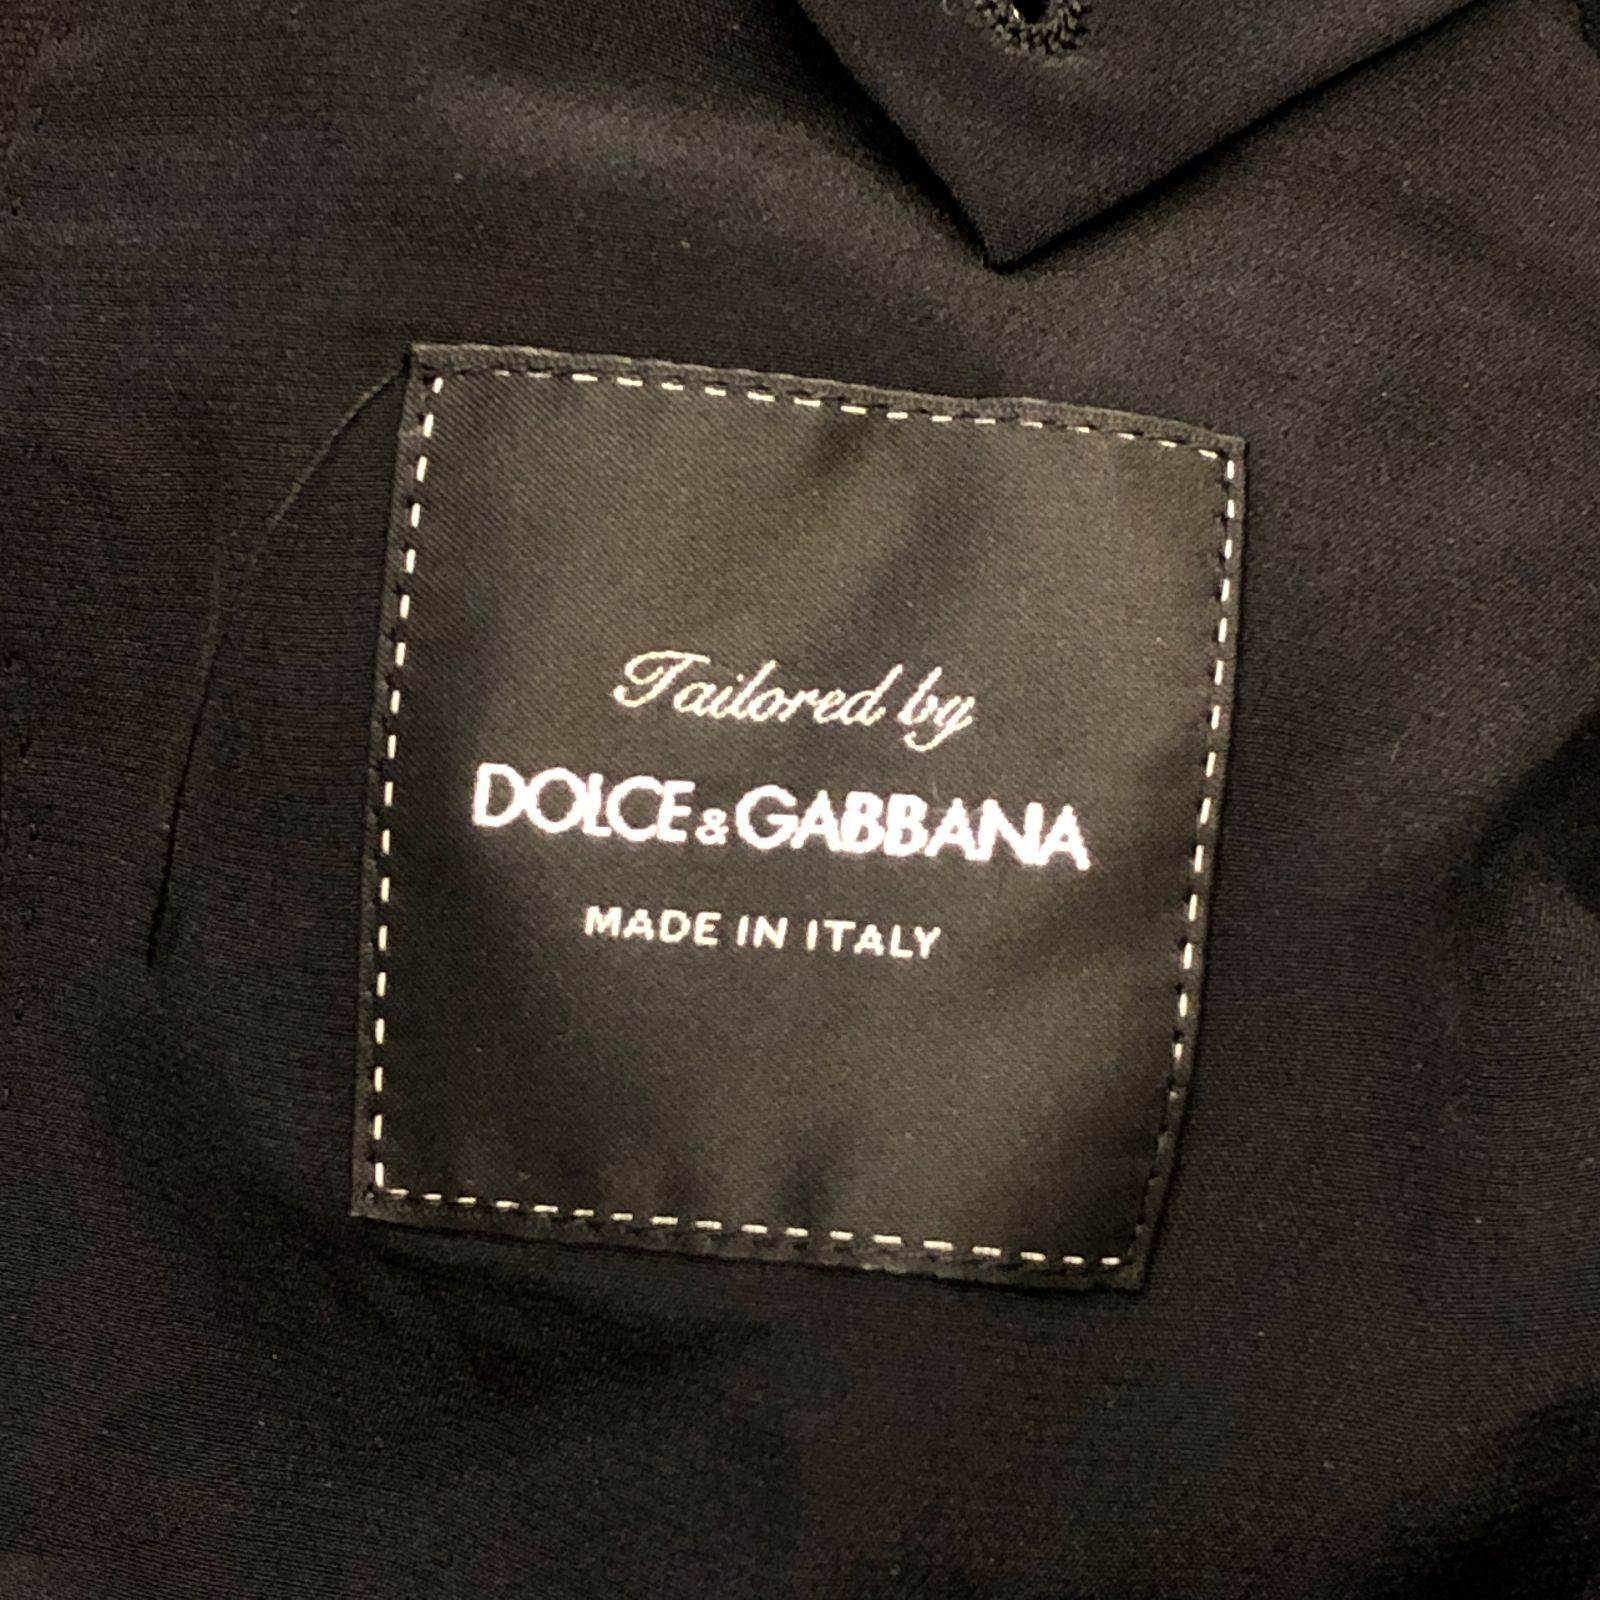 Tailored by
DOLCE & GABBANA
MADE IN ITALY